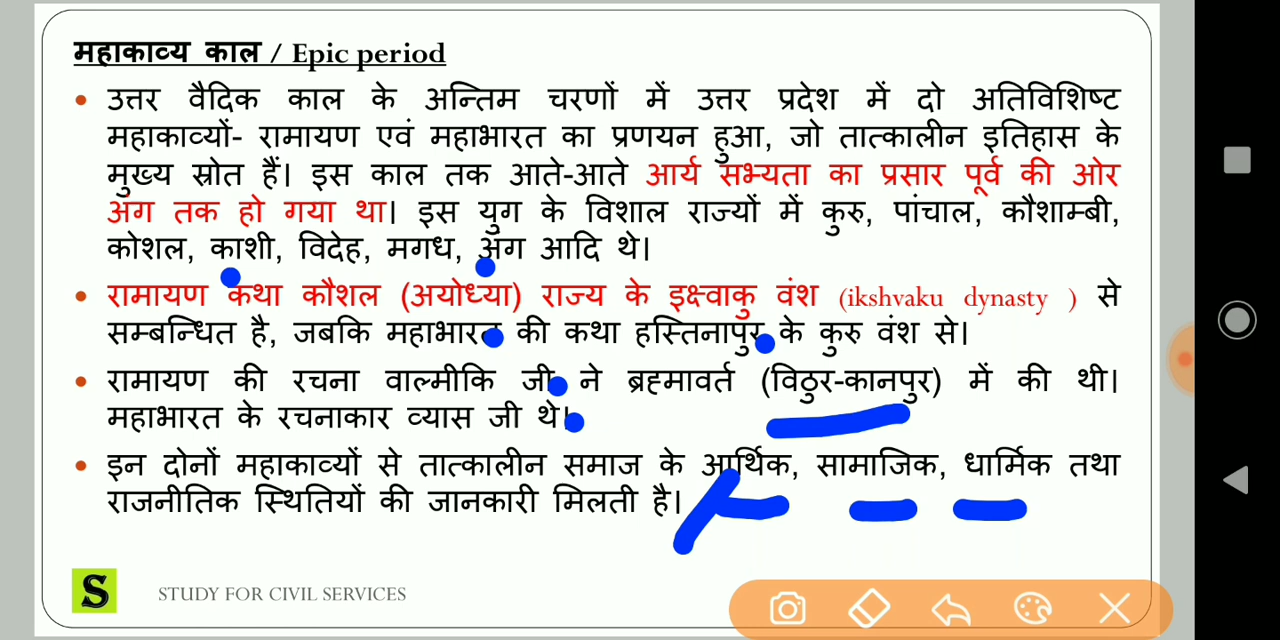 महाकाव्य काल / Epic period
• उत्तर वैदिक काल के अन्तिम चरणों में उत्तर प्रदेश में दो अतिविशिष्ट
महाकाव्यों- रामायण एवं महाभारत का प्रणयन हुआ, जो तात्कालीन इतिहास के
मुख्य स्रोत हैं। इस काल तक आते-आते आर्य सभ्यता का प्रसार पूर्व की ओर
अंग तक हो गया था। इस युग के विशाल राज्यों में कुरु, पांचाल, कौशाम्बी,
कोशल, काशी, विदेह, मगध, अंग आदि थे।
• रामायण कथा कौशल (अयोध्या) राज्य के इक्ष्वाकु वंश (ikshvaku dynasty ) से
सम्बन्धित है, जबकि महाभारत की कथा हस्तिनापुर के कुरु वंश से।
• रामायण की रचना वाल्मीकि जी ने ब्रह्मावर्त (विठुर-कानपुर) में की थी।
महाभारत के रचनाकार व्यास जी थे।
• इन दोनों महाकाव्यों से तात्कालीन समाज के आर्थिक, सामाजिक, धार्मिक तथा
राजनीतिक स्थितियों की जानकारी मिलती है।
S STUDY FOR CIVIL SERVICES